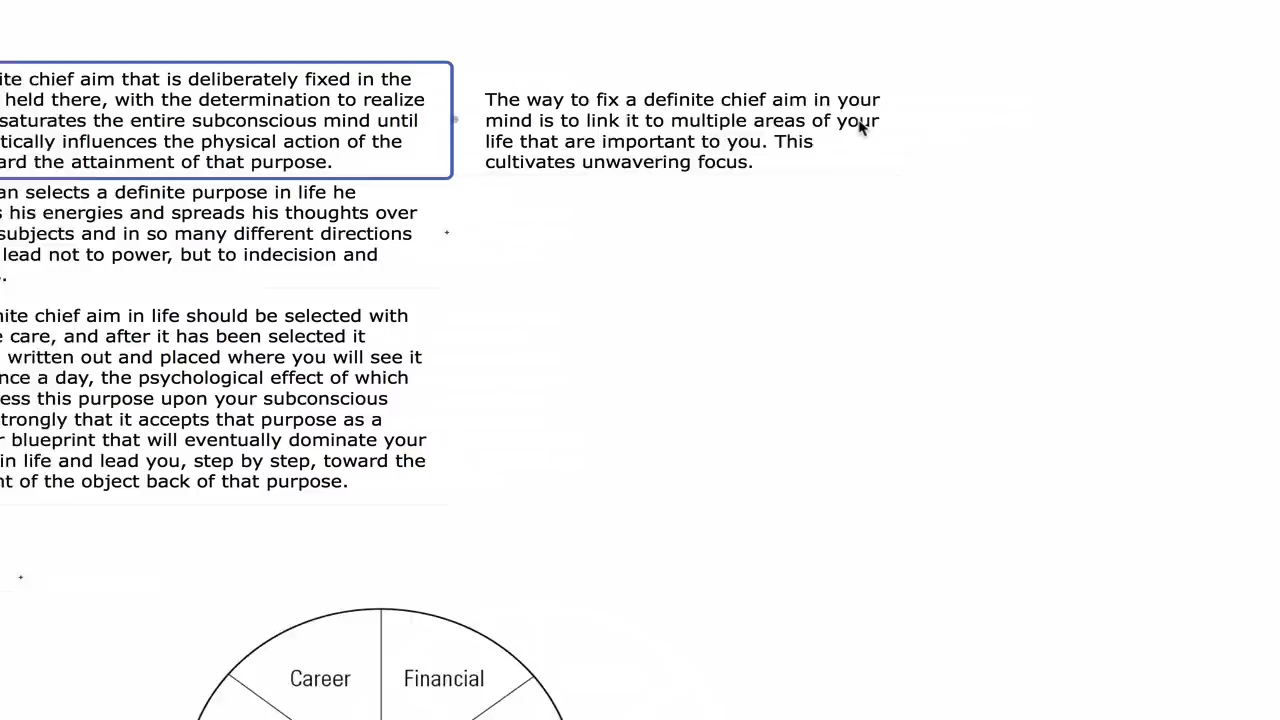 ite chief aim that is deliberately fixed in the
held there, with the determination to realize
saturates the entire subconscious mind until
tically influences the physical action of the
ard the attainment of that purpose.
The way to fix a definite chief aim in your
mind is to link it to multiple areas of your
life that are important to you. This
cultivates unwavering focus.
an selects a definite purpose in life he
s his energies and spreads his thoughts over
subjects and in so many different directions
lead not to power, but to indecision and
.
nite chief aim in life should be selected with
e care, and after it has been selected it
written out and placed where you will see it
nce a day, the psychological effect of which
ess this purpose upon your subconscious
trongly that it accepts that purpose as a
r blueprint that will eventually dominate your
in life and lead you, step by step, toward the
nt of the object back of that purpose.
Career
Financial